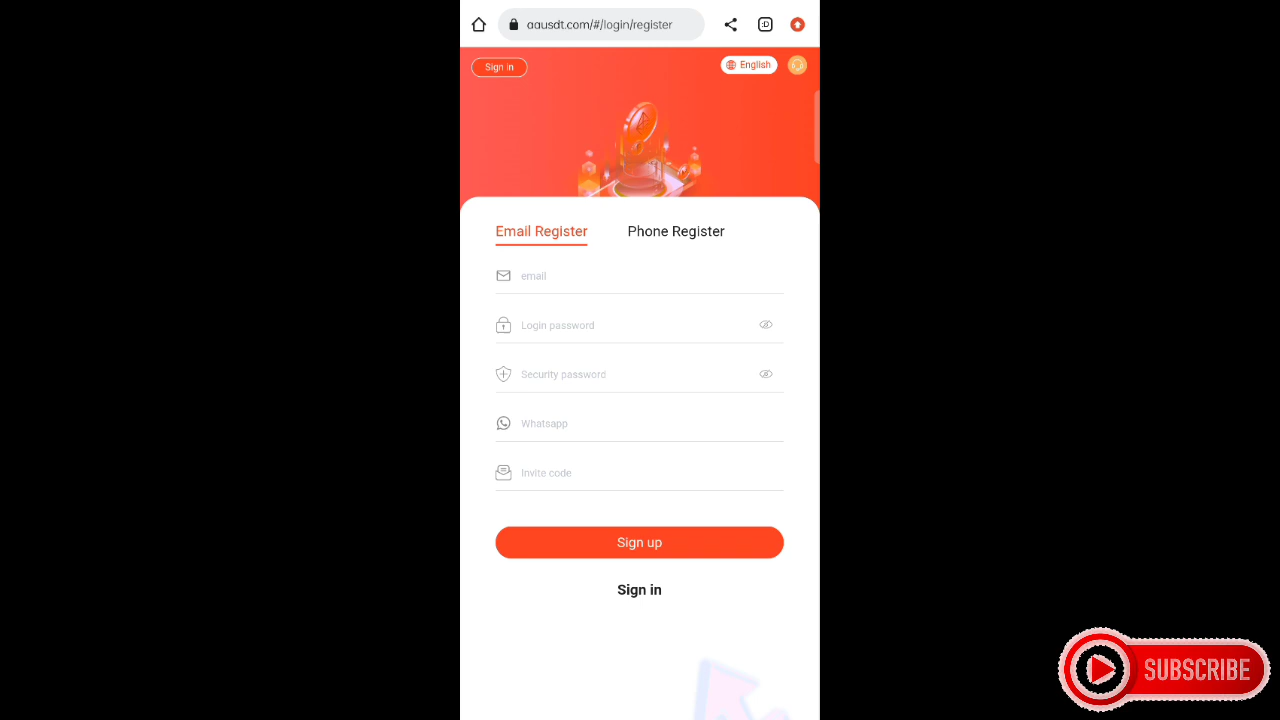 aausdt.com/#/login/register
:D
Sign in
English
Email Register
Phone Register
email
Login password
Security password
Whatsapp
Invite code
Sign up
Sign in
SUBSCRIBE